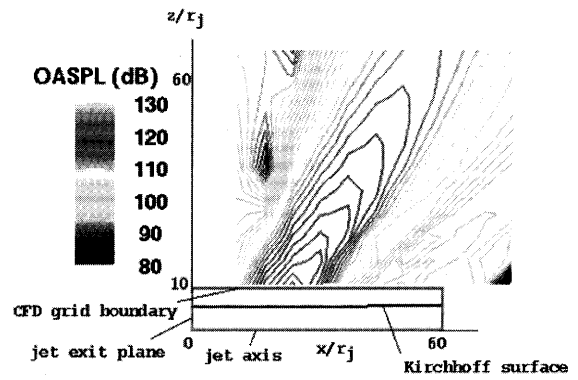 z/rj
OASPL (dB)
60
130
120
110
100
90
80
10
CFD grid boundary
jet exit plane
0
jet axis
x/rj
60
Kirchhoff surface